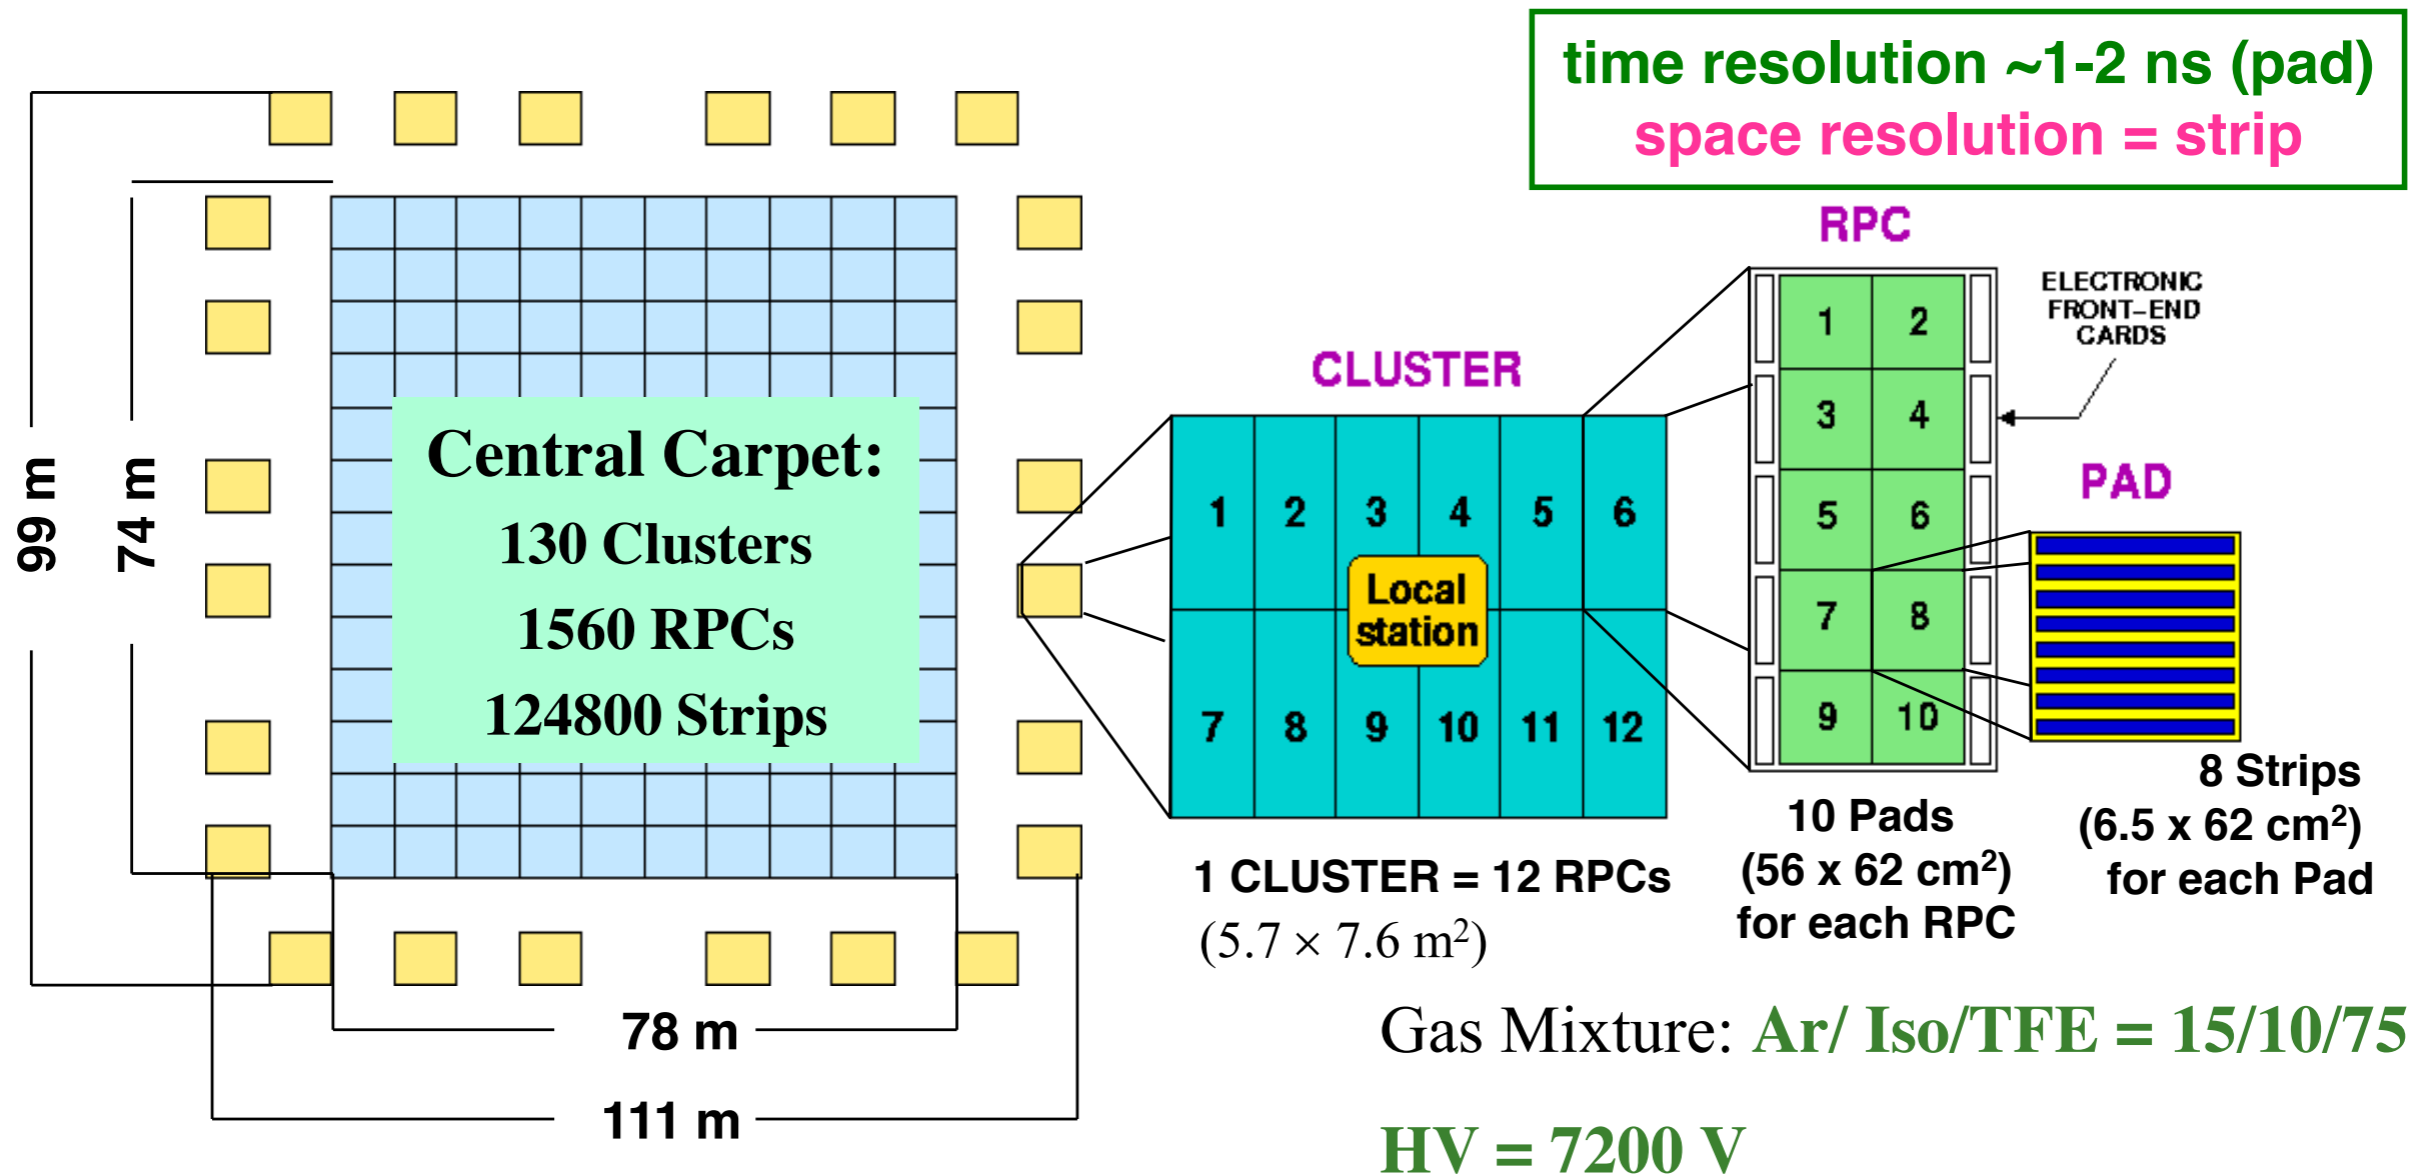 time resolution ~1-2 ns (pad)
space resolution = strip
99 m
74 m
Central Carpet:
130 Clusters
1560 RPCs
124800 Strips
78 m
111 m
CLUSTER
1 2 3 4 5 6
Local
station
7 8 9 10 11 12
1 CLUSTER = 12 RPCs
(5.7 × 7.6 m²)
RPC
1 2
3 4
5 6
7 8
9 10
ELECTRONIC
FRONT-END
CARDS
10 Pads
(56 x 62 cm²)
for each RPC
PAD
8 Strips
(6.5 x 62 cm²)
for each Pad
Gas Mixture: Ar/ Iso/TFE = 15/10/75
HV = 7200 V